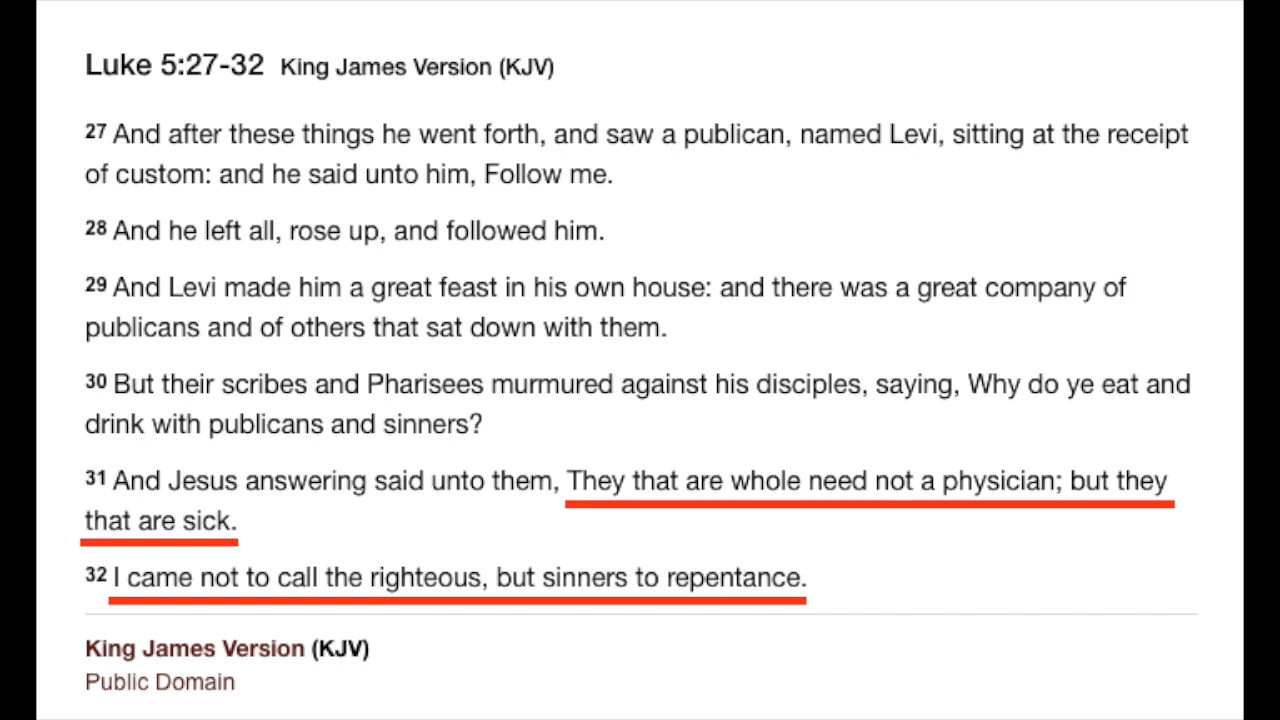 Luke 5:27-32 King James Version (KJV)
27 And after these things he went forth, and saw a publican, named Levi, sitting at the receipt
of custom: and he said unto him, Follow me.
28 And he left all, rose up, and followed him.
29 And Levi made him a great feast in his own house: and there was a great company of
publicans and of others that sat down with them.
30 But their scribes and Pharisees murmured against his disciples, saying, Why do ye eat and
drink with publicans and sinners?
31 And Jesus answering said unto them, They that are whole need not a physician; but they
that are sick.
32 I came not to call the righteous, but sinners to repentance.
King James Version (KJV)
Public Domain